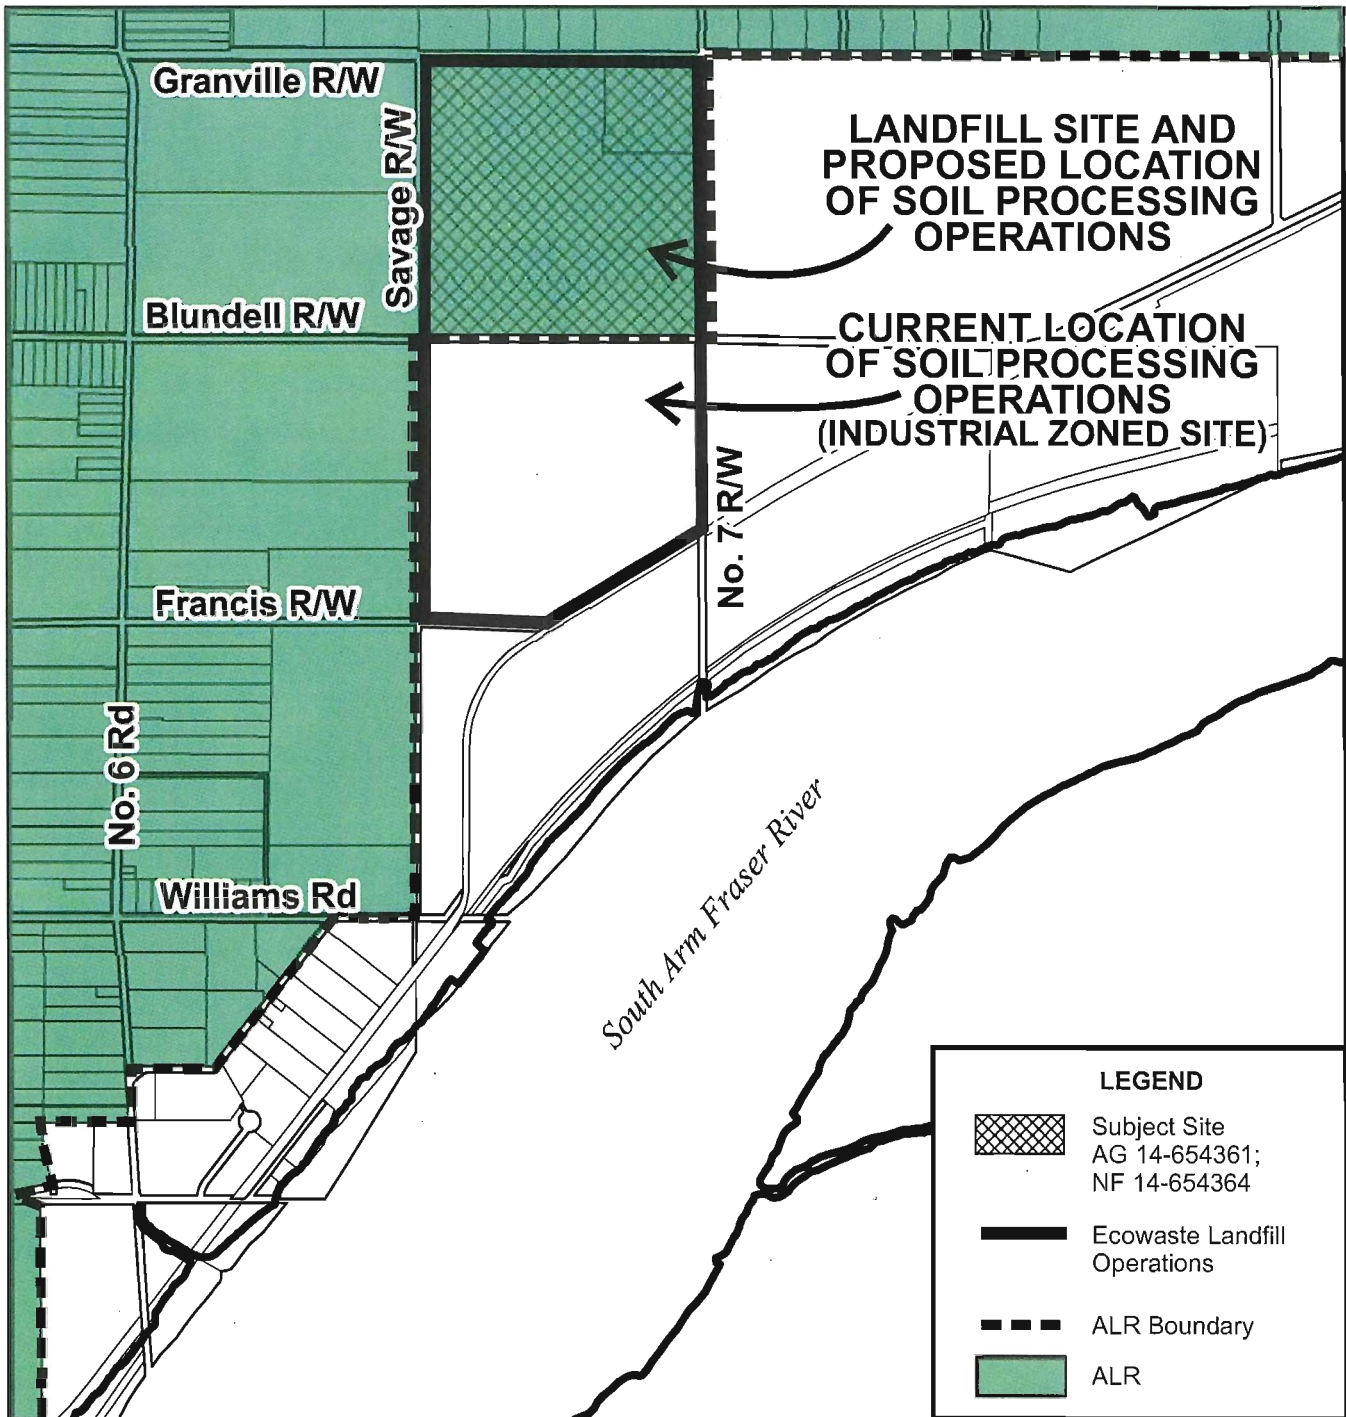 Granville R/W
Savage R/W
LANDFILL SITE AND
PROPOSED LOCATION
OF SOIL PROCESSING
OPERATIONS
Blundell R/W
CURRENT LOCATION
OF SOIL PROCESSING
OPERATIONS
(INDUSTRIAL ZONED SITE)
No. 7 R/W
Francis R/W
No. 6 Rd
Williams Rd
South Arm Fraser River
LEGEND
Subject Site
AG 14-654361;
NF 14-654364
Ecowaste Landfill
Operations
ALR Boundary
ALR